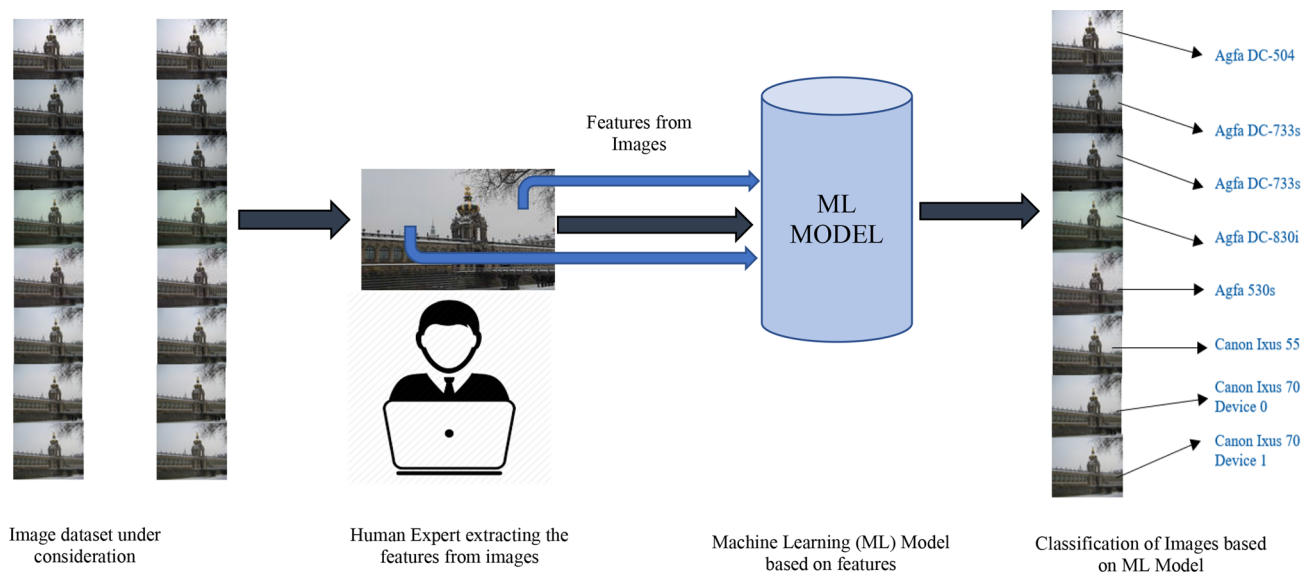 Features from
Images
ML
MODEL
Agfa DC-504
Agfa DC-733s
Agfa DC-733s
Agfa DC-830i
Agfa 530s
Canon Ixus 55
Canon Ixus 70
Device 0
Canon Ixus 70
Device 1
Image dataset under
consideration
Human Expert extracting the
features from images
Machine Learning (ML) Model
based on features
Classification of Images based
on ML Model